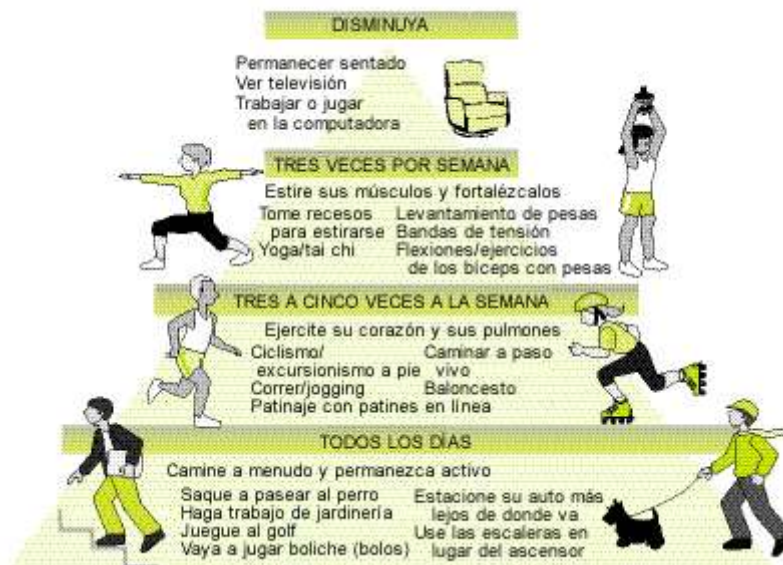 DISMINUYA
Permanecer sentado
Ver televisión
Trabajar o jugar
en la computadora
TRES VECES POR SEMANA
Estire sus músculos y fortalézcalos
Tome recesos
para estirarse
Yoga/tai chi
Levantamiento de pesas
Bandas de tensión
Flexiones/ejercicios
de los bíceps con pesas
TRES A CINCO VECES A LA SEMANA
Ejercite su corazón y sus pulmones
Ciclismo/
excursionismo a pie
Correr/jogging
Patinaje con patines en línea
Caminar a paso
vivo
Baloncesto
TODOS LOS DÍAS
Camine a menudo y permanezca activo
Saque a pasear al perro
Haga trabajo de jardinería
Juegue al golf
Vaya a jugar boliche (bolos)
Estacione su auto más
lejos de donde va
Use las escaleras en
lugar del ascensor